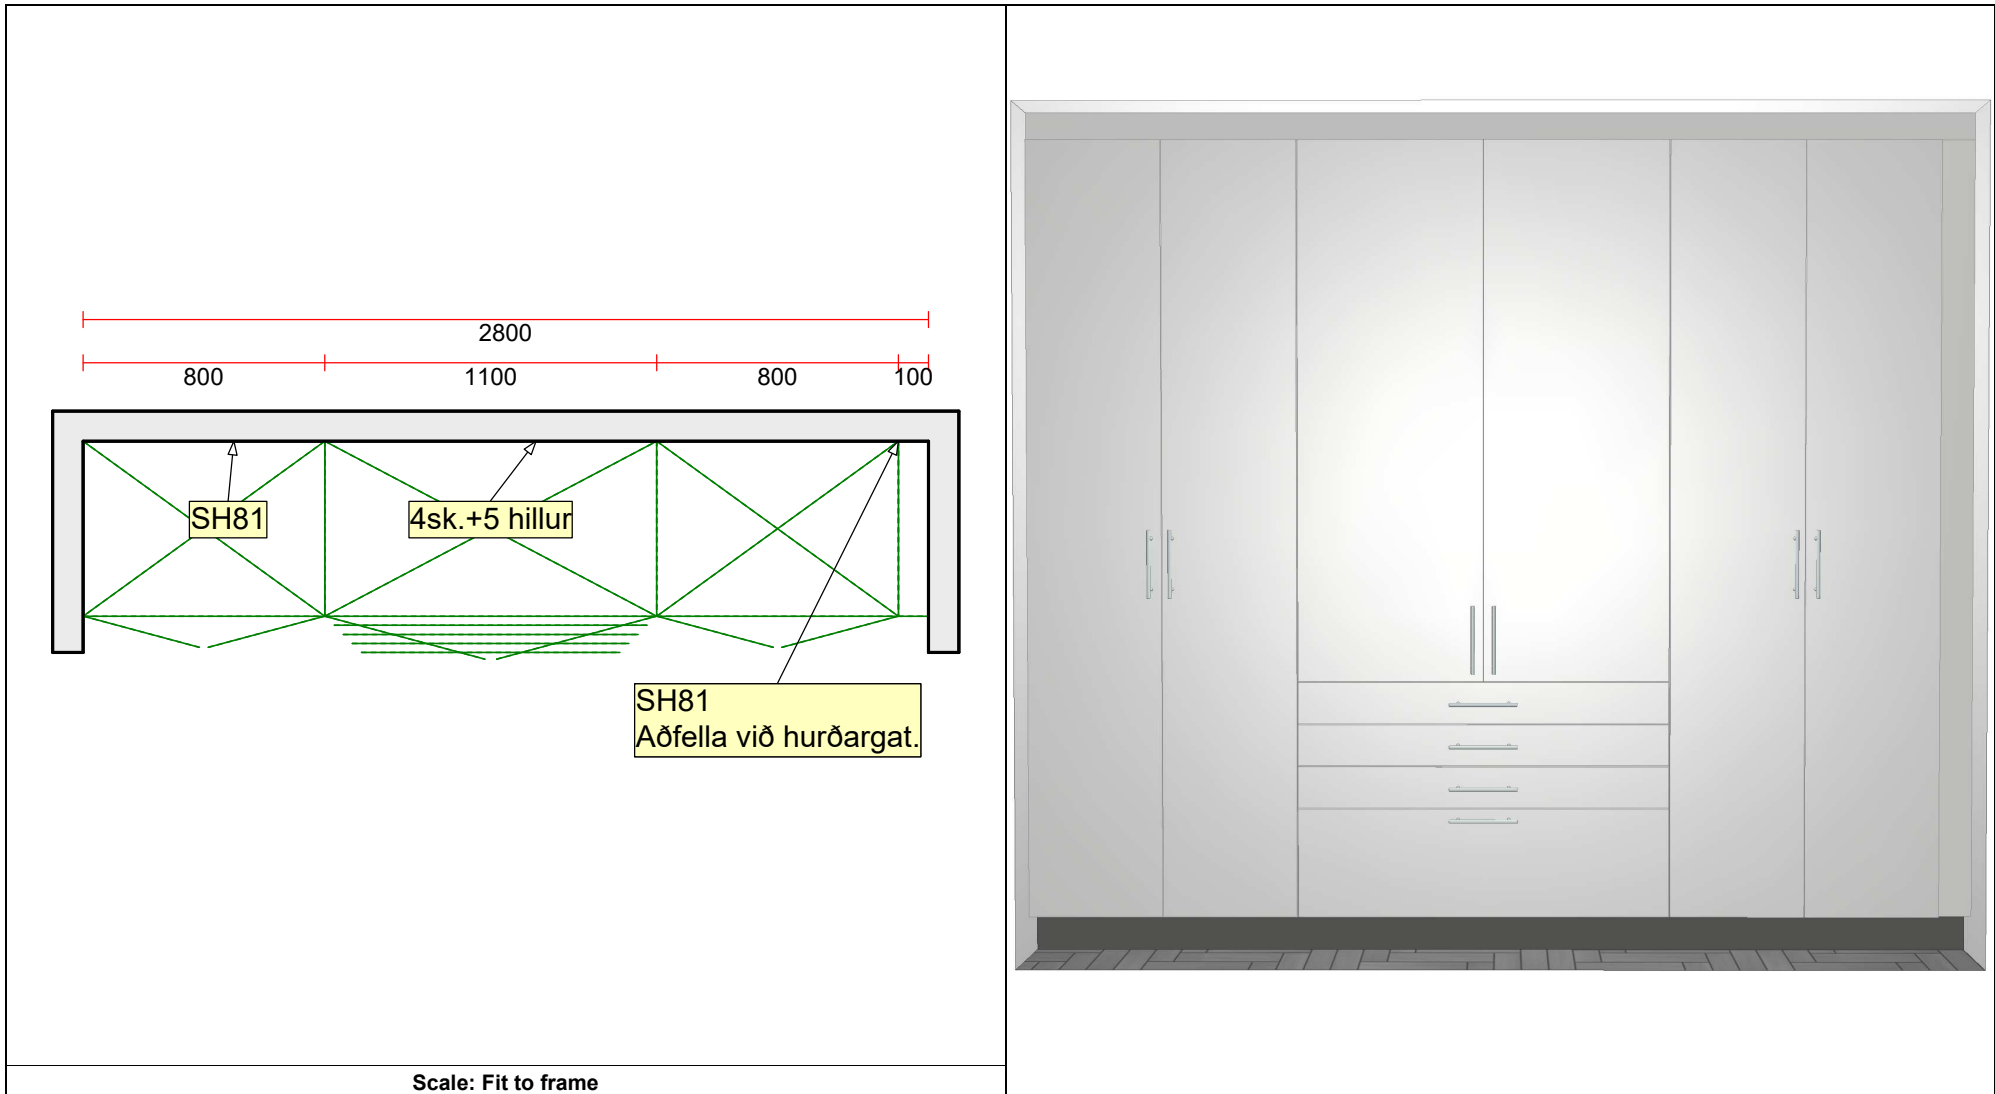 2800
800
1100
800
100
SH81
4sk.+5 hillur
SH81
Aðfella við hurðargat.
Scale: Fit to frame